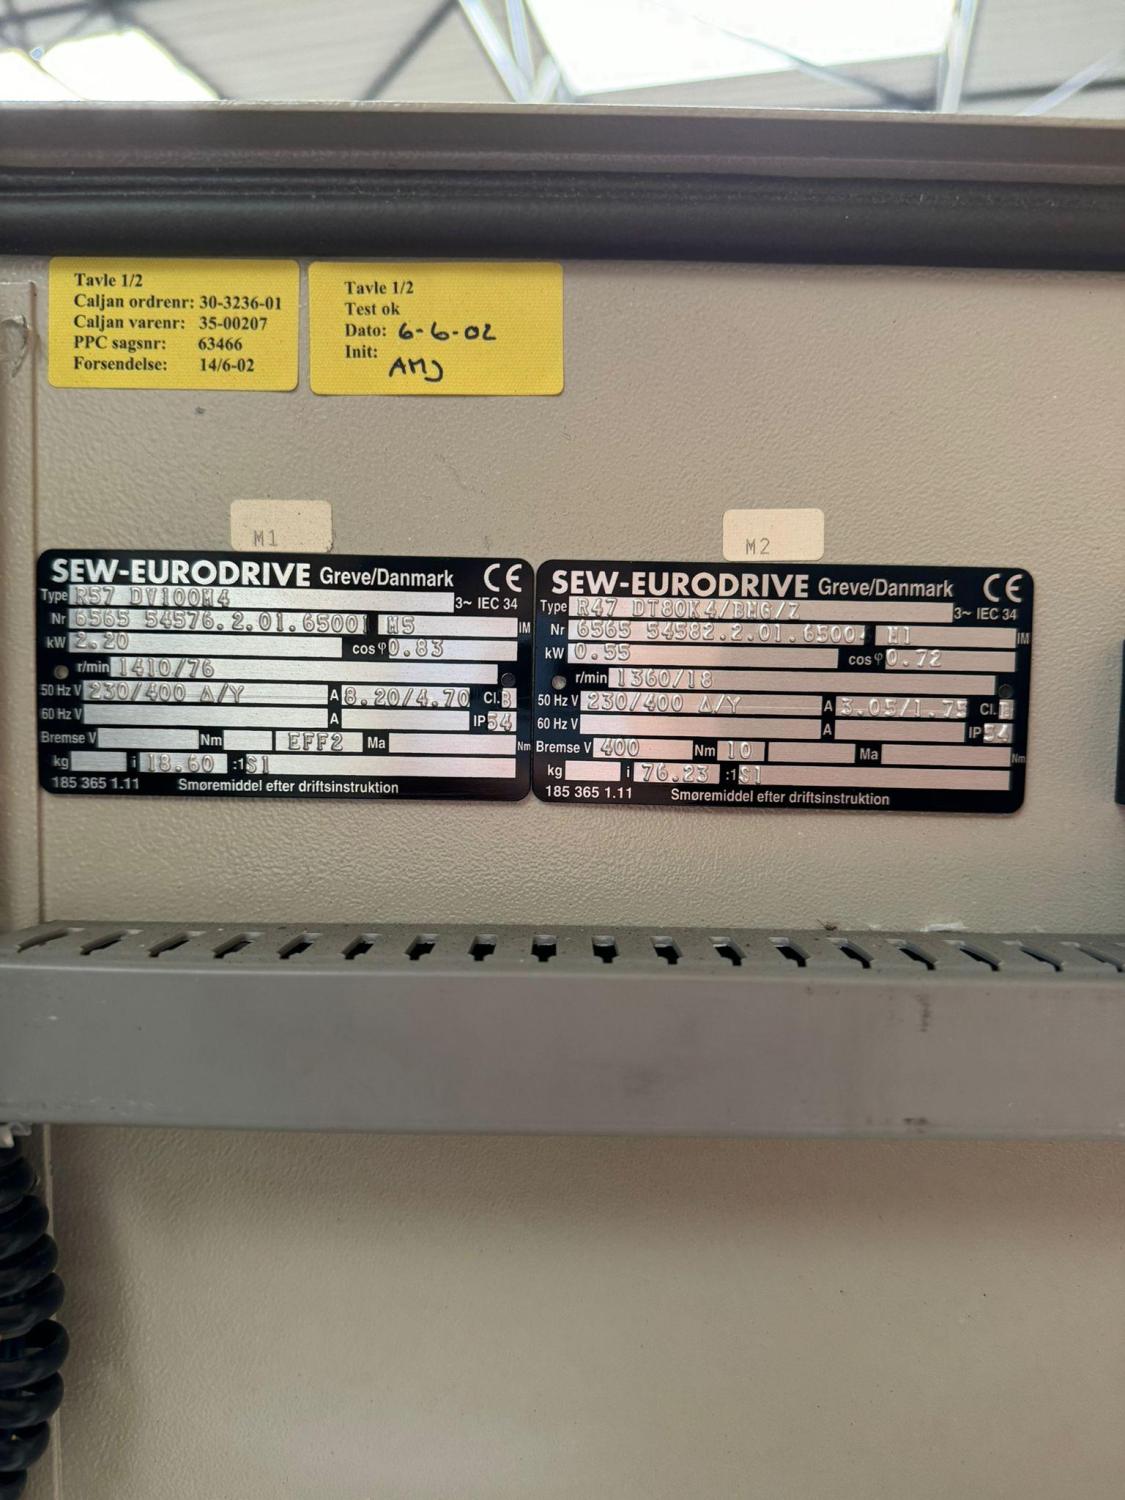 Tavle 1/2
Caljan ordrenr: 30-3236-01
Caljan varenr: 35-00207
PPC sagsnr: 63466
Forsendelse: 14/6-02
Tavle 1/2
Test ok
Dato: 6-6-02
Init:
AMJ
M1
SEW-EURODRIVE Greve/Danmark CE
Type R57 DV100M4 3~ IEC 34
Nr 6565 54576.2.01.65001 M5 IM
kW 2.20 cosφ 0.83
r/min 1410/76
50 Hz V 230/400 Δ/Y A 8.20/4.70 Cl. B
60 Hz V A IP 54
Bremse V Nm EFF2 Ma Nm
kg i 18.60 :1 S1
185 365 1.11 Smøremiddel efter driftsinstruktion
M2
SEW-EURODRIVE Greve/Danmark CE
Type R47 DT80K4/BMG/Z 3~ IEC 34
Nr 6565 54582.2.01.6500 M1 IM
kW 0.55 cosφ 0.72
r/min 1360/18
50 Hz V 230/400 Δ/Y A 3.05/1.75 Cl.
60 Hz V A IP 54
Bremse V 400 Nm 10 Ma Nm
kg i 76.23 :1 S1
185 365 1.11 Smøremiddel efter driftsinstruktion